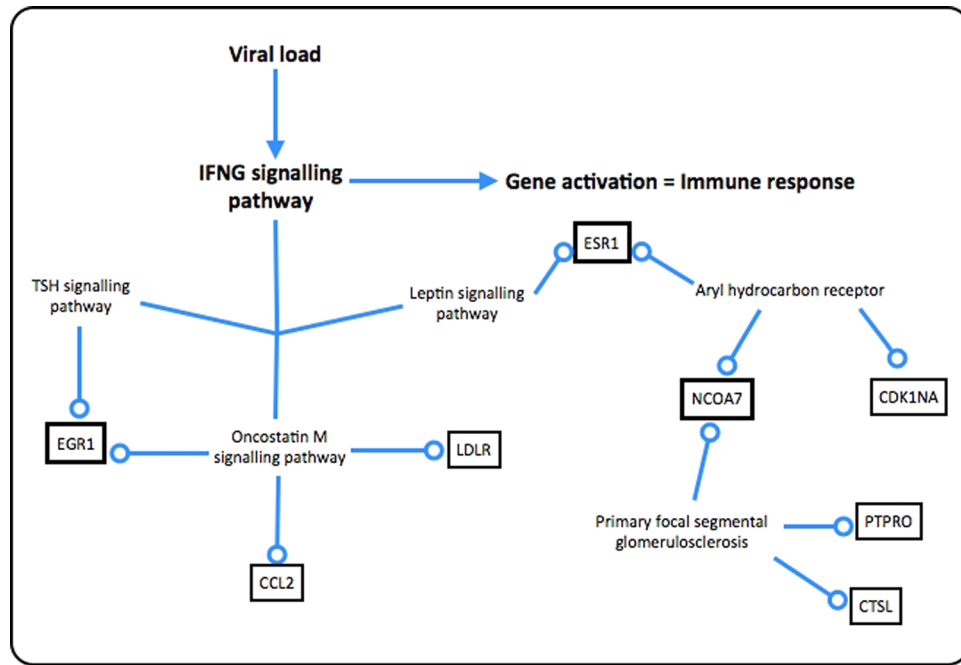 Viral load
IFNG signalling
pathway
Gene activation = Immune response
ESR1
TSH signalling
pathway
Leptin signalling
pathway
Aryl hydrocarbon receptor
NCOA7
CDK1NA
EGR1
Oncostatin M
signalling pathway
LDLR
Primary focal segmental
glomerulosclerosis
PTPRO
CCL2
CTSL